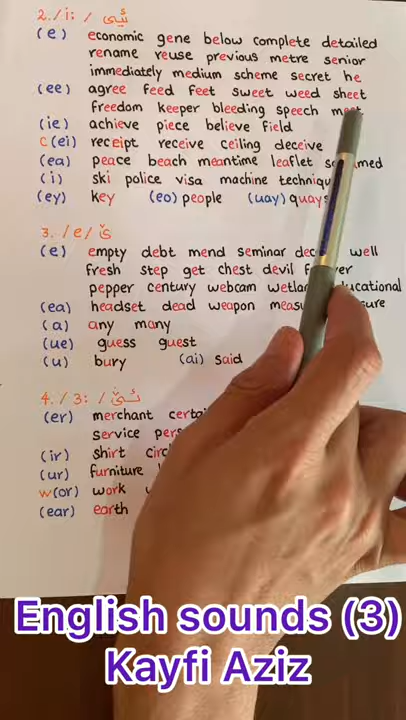 2. /i:/ ئیی
(e) economic gene below complete detailed
rename reuse previous metre senior
immediately medium scheme secret he
(ee) agree feed feet sweet weed sheet
freedom keeper bleeding speech meet
(ie) achieve piece believe field
c(ei) receipt receive ceiling deceive
(ea) peace beach meantime leaflet
(i) ski police visa machine
(ey) key (eo) people (uay) quays
3. /e/
(e) empty debt mend seminar well
fresh step get chest devil
pepper century webcam
(ea) headset dead weapon
(a) any many
(ue) guess guest
(u) bury (ai) said
4. /3:/
(er) merchant
service
(ir) shirt
(ur) furniture
w(or) work
(ear) earth
English sounds (3)
Kayfi Aziz